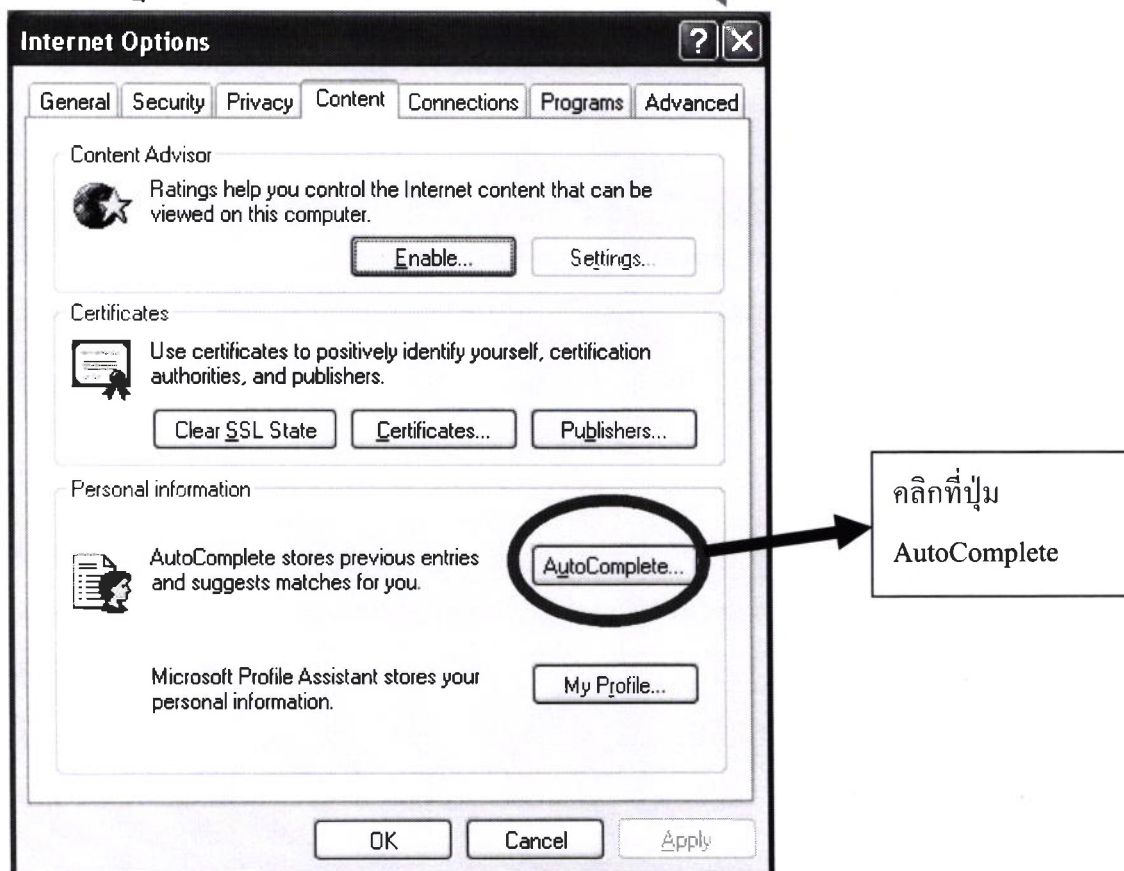 Internet Options
General Security Privacy Content Connections Programs Advanced
Content Advisor
Ratings help you control the Internet content that can be
viewed on this computer.
Enable... Settings...
Certificates
Use certificates to positively identify yourself, certification
authorities, and publishers.
Clear SSL State Certificates... Publishers...
Personal information
AutoComplete stores previous entries
and suggests matches for you.
AutoComplete...
คลิกที่ปุ่ม
AutoComplete
Microsoft Profile Assistant stores your
personal information.
My Profile...
OK Cancel Apply